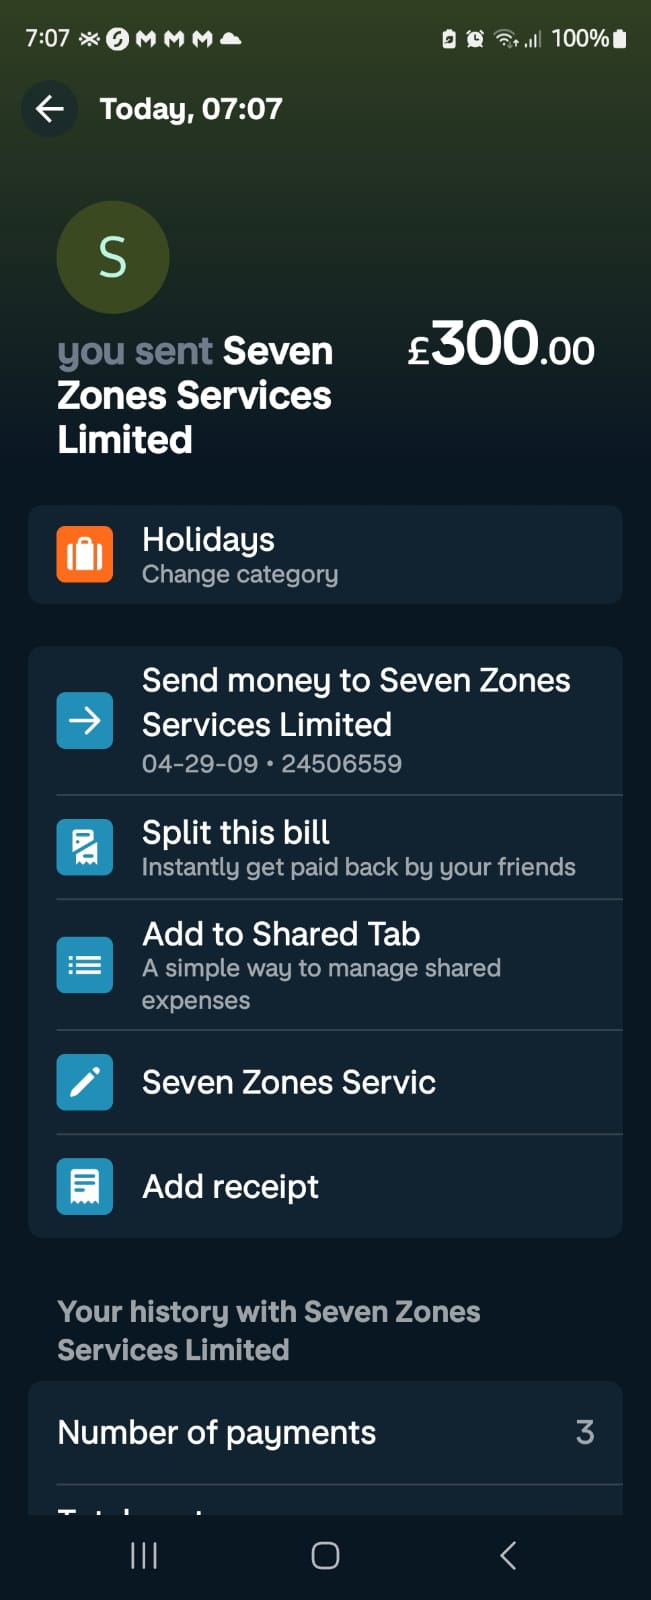 7:07 100%
Today, 07:07
S
you sent Seven £300.00
Zones Services
Limited
Holidays
Change category
Send money to Seven Zones
Services Limited
04-29-09 • 24506559
Split this bill
Instantly get paid back by your friends
Add to Shared Tab
A simple way to manage shared
expenses
Seven Zones Servic
Add receipt
Your history with Seven Zones
Services Limited
Number of payments 3